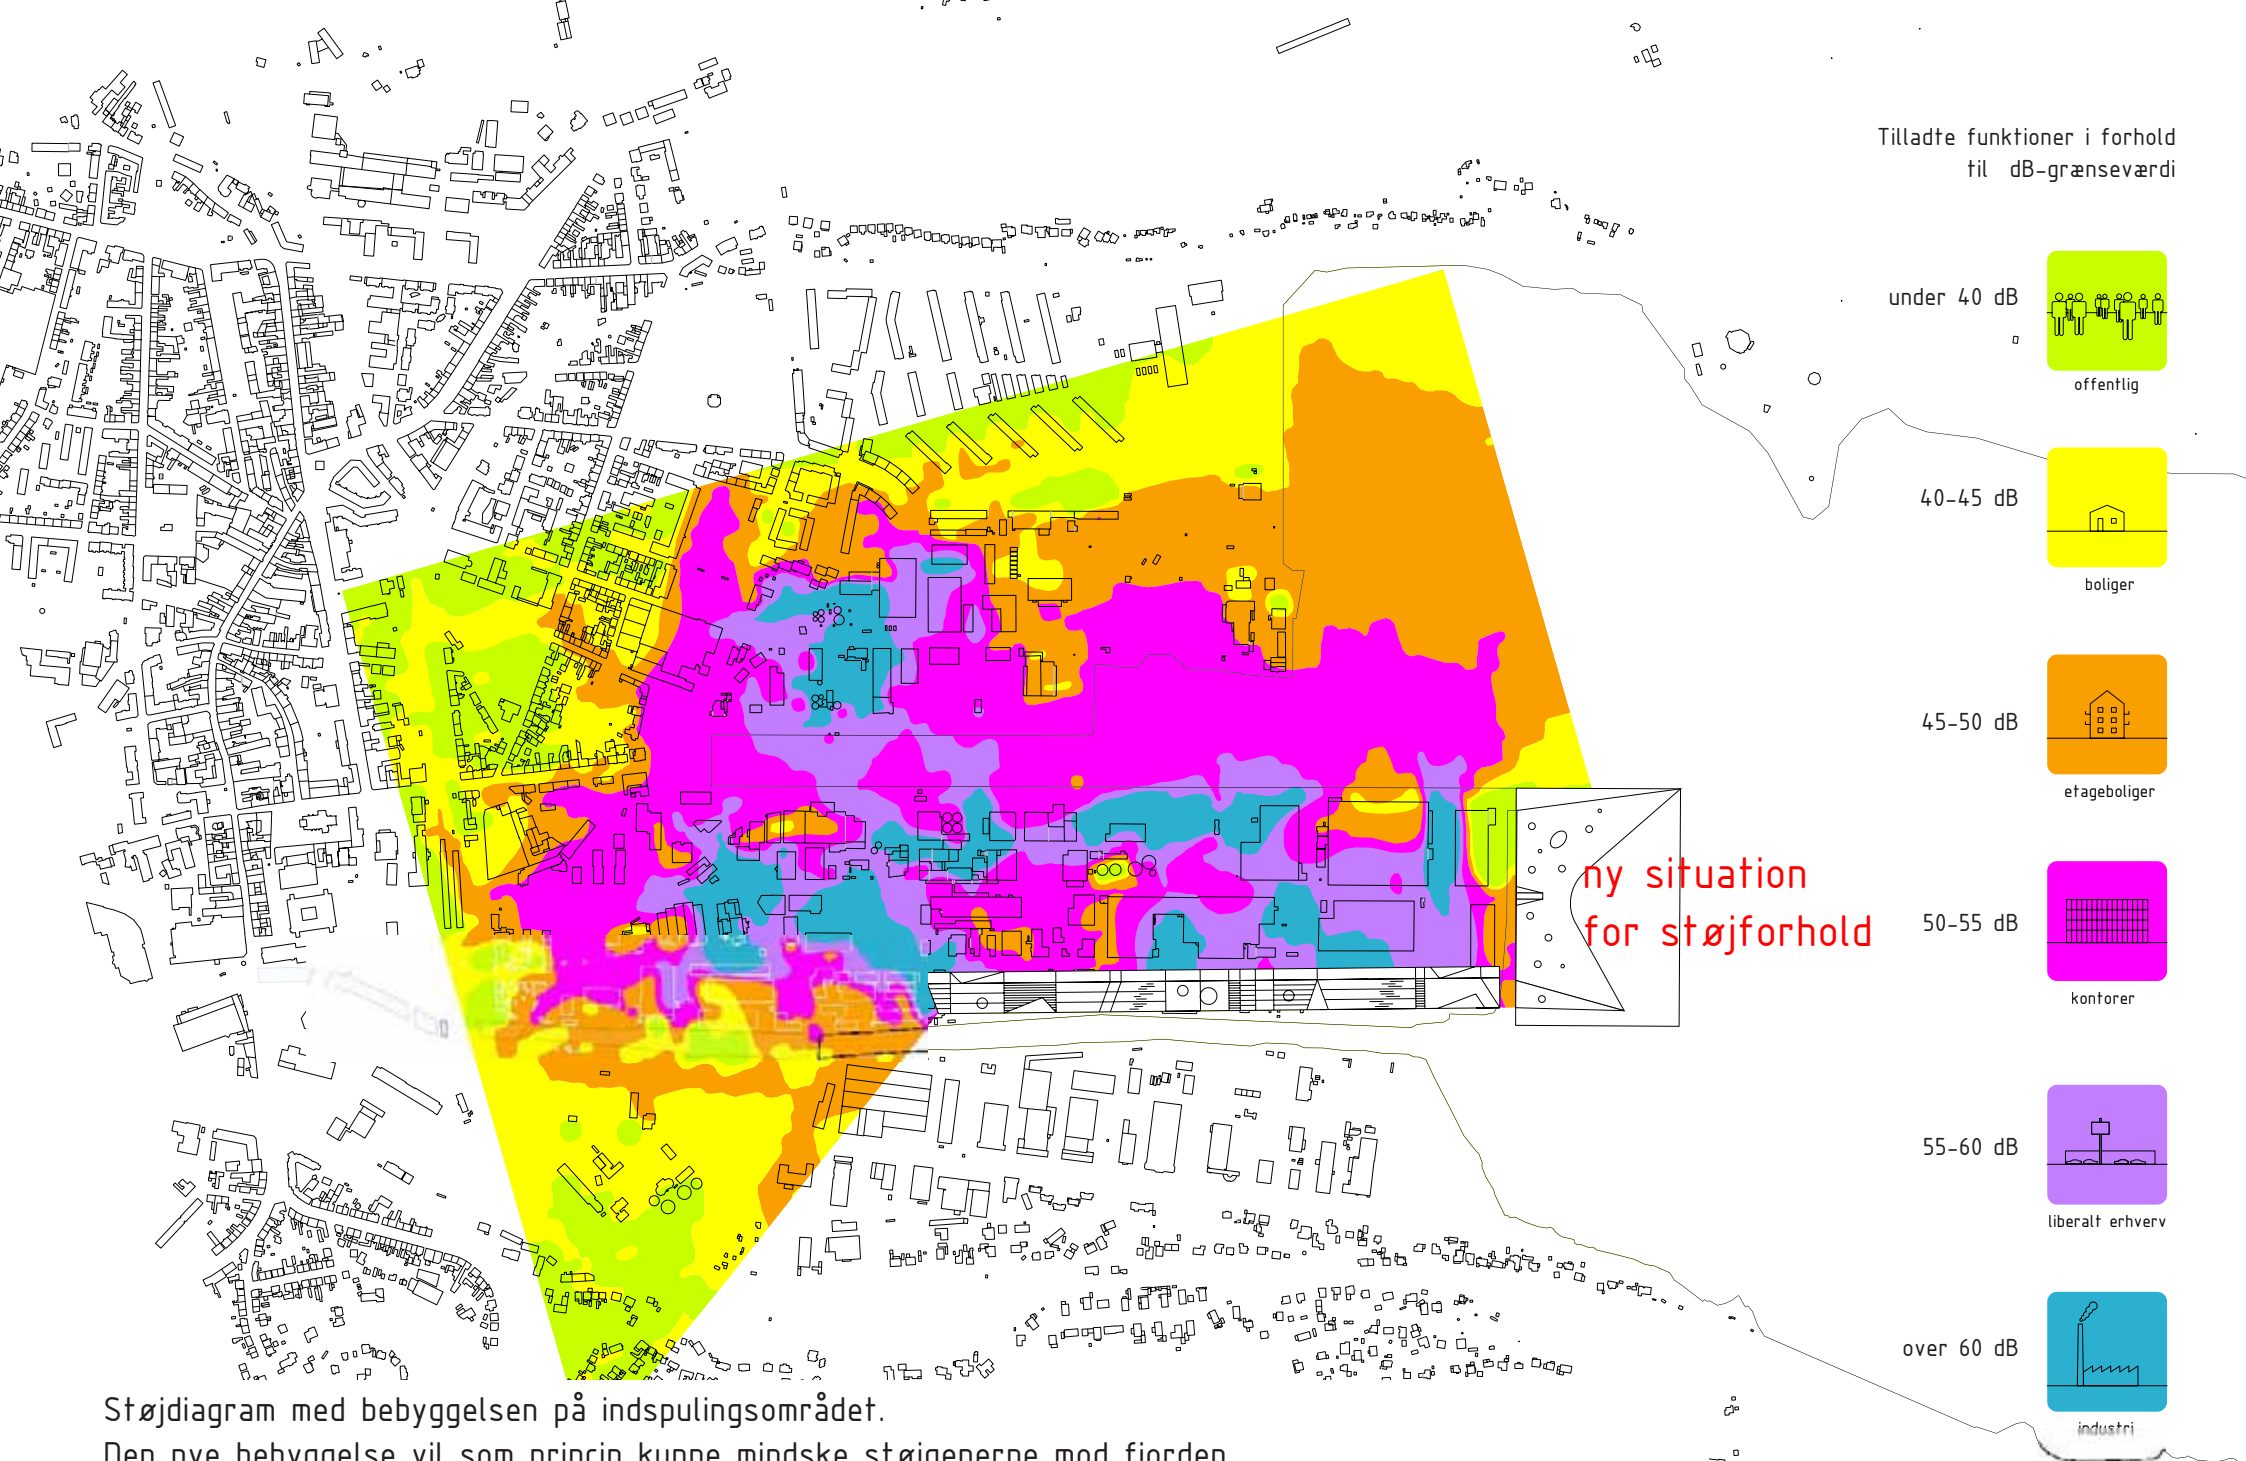 Tilladte funktioner i forhold
til dB-grænseværdi
under 40 dB
offentlig
40-45 dB
boliger
45-50 dB
etageboliger
ny situation
for støjforhold
50-55 dB
kontorer
55-60 dB
liberalt erhverv
over 60 dB
industri
Støjdiagram med bebyggelsen på indspulingsområdet.
Den nye bebyggelse vil som princip kunne mindske støjgenerne mod fjorden